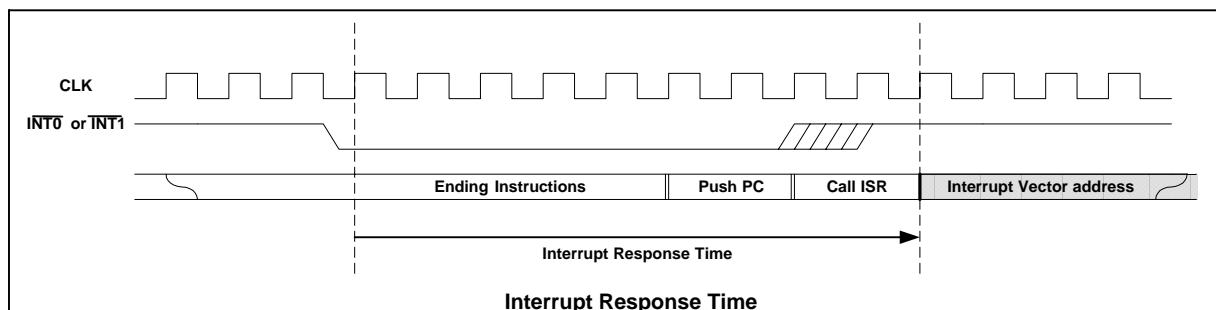 CLK
INT0 or INT1
Ending Instructions Push PC Call ISR Interrupt Vector address
Interrupt Response Time
Interrupt Response Time